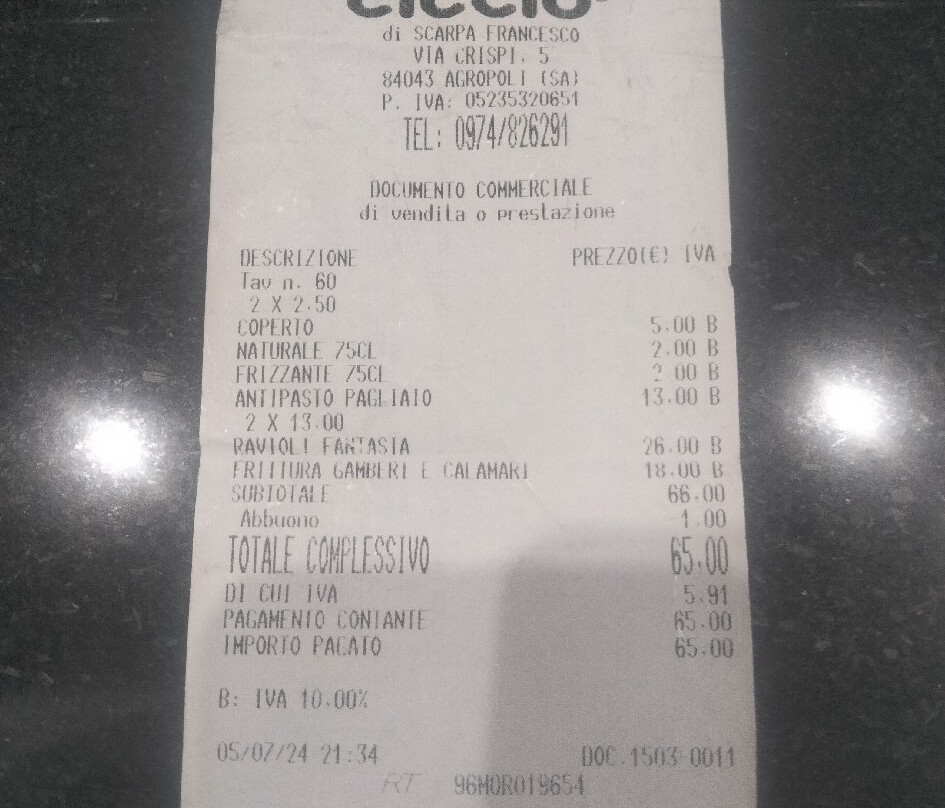 di SCARPA FRANCESCO
VIA CRISPI, 5
84043 AGROPOLI (SA)
P. IVA: 05235320651
TEL: 0974/826291
DOCUMENTO COMMERCIALE
di vendita o prestazione
DESCRIZIONE PREZZO(€) IVA
Tav n. 60
2 X 2.50
COPERTO 5.00 B
NATURALE 75CL 2.00 B
FRIZZANTE 75CL 2.00 B
ANTIPASTO PAGLIAIO 13.00 B
2 X 13.00
RAVIOLI FANTASIA 26.00 B
FRITTURA GAMBERI E CALAMARI 18.00 B
SUBTOTALE 66.00
Abbuono -1.00
TOTALE COMPLESSIVO 65.00
DI CUI IVA 5.91
PAGAMENTO CONTANTE 65.00
IMPORTO PAGATO 65.00
B: IVA 10.00%
05/07/24 21:34 DOC.1503-0011
RT 96MOR019654